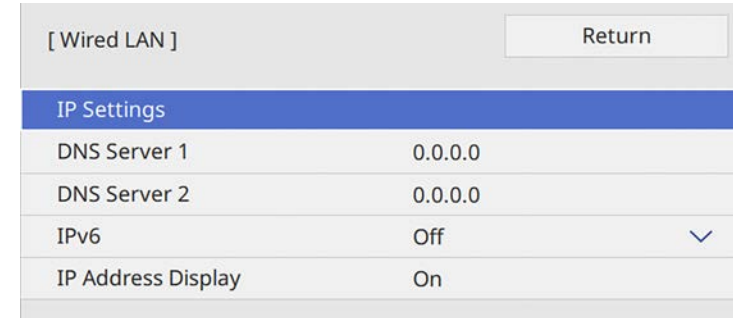 [ Wired LAN ] Return
IP Settings
DNS Server 1 0.0.0.0
DNS Server 2 0.0.0.0
IPv6 Off
IP Address Display On